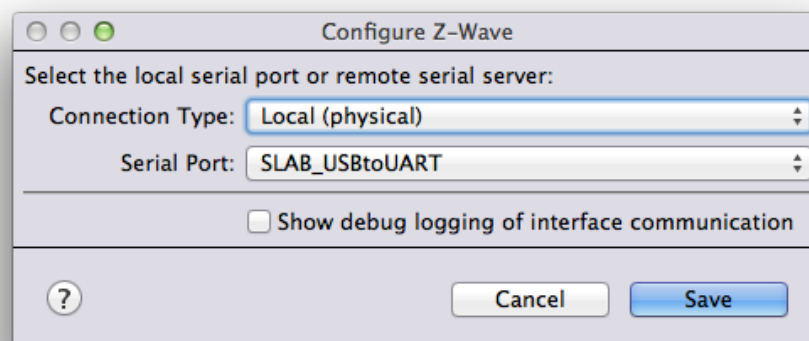 Configure Z-Wave
Select the local serial port or remote serial server:
Connection Type: Local (physical)
Serial Port: SLAB_USBtoUART
Show debug logging of interface communication
? Cancel Save